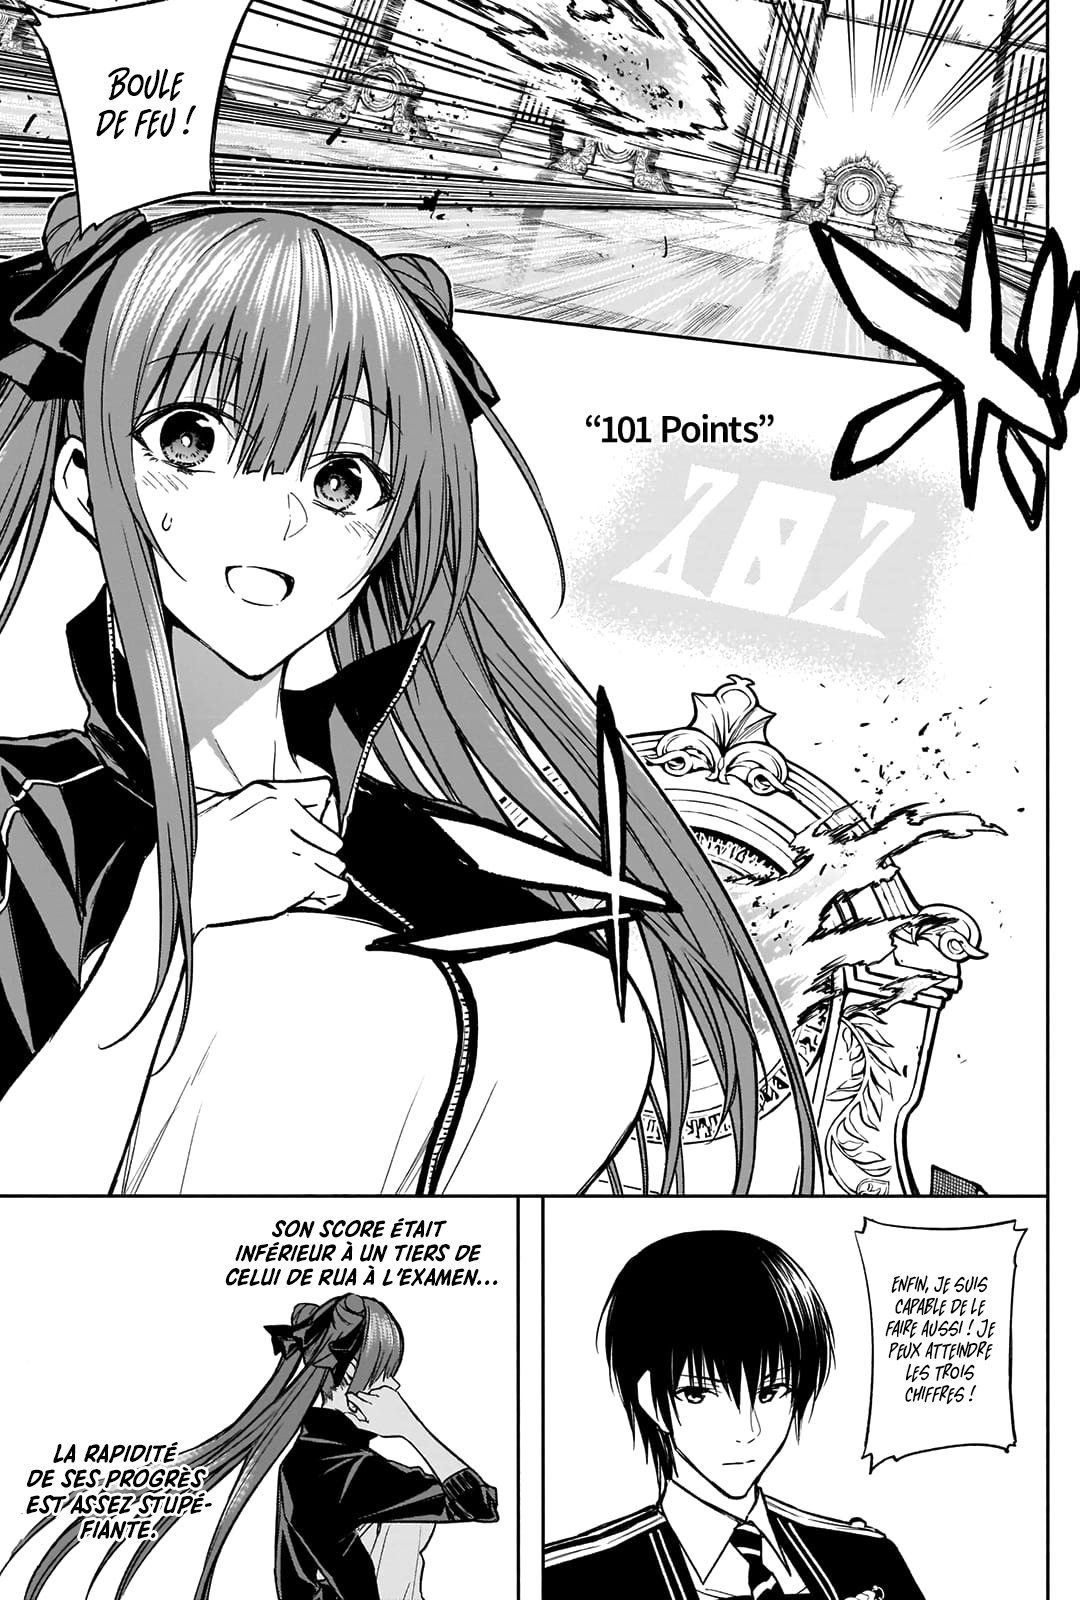 BOULE
DE FEU !
“101 Points”
ENFIN, JE SUIS
CAPABLE DE LE
FAIRE AUSSI ! JE
PEUX ATTEINDRE
LES TROIS
CHIFFRES !
SON SCORE ÉTAIT
INFÉRIEUR À UN TIERS DE
CELUI DE RUA À L'EXAMEN...
LA RAPIDITÉ
DE SES PROGRÈS
EST ASSEZ STUPÉ-
FIANTE.